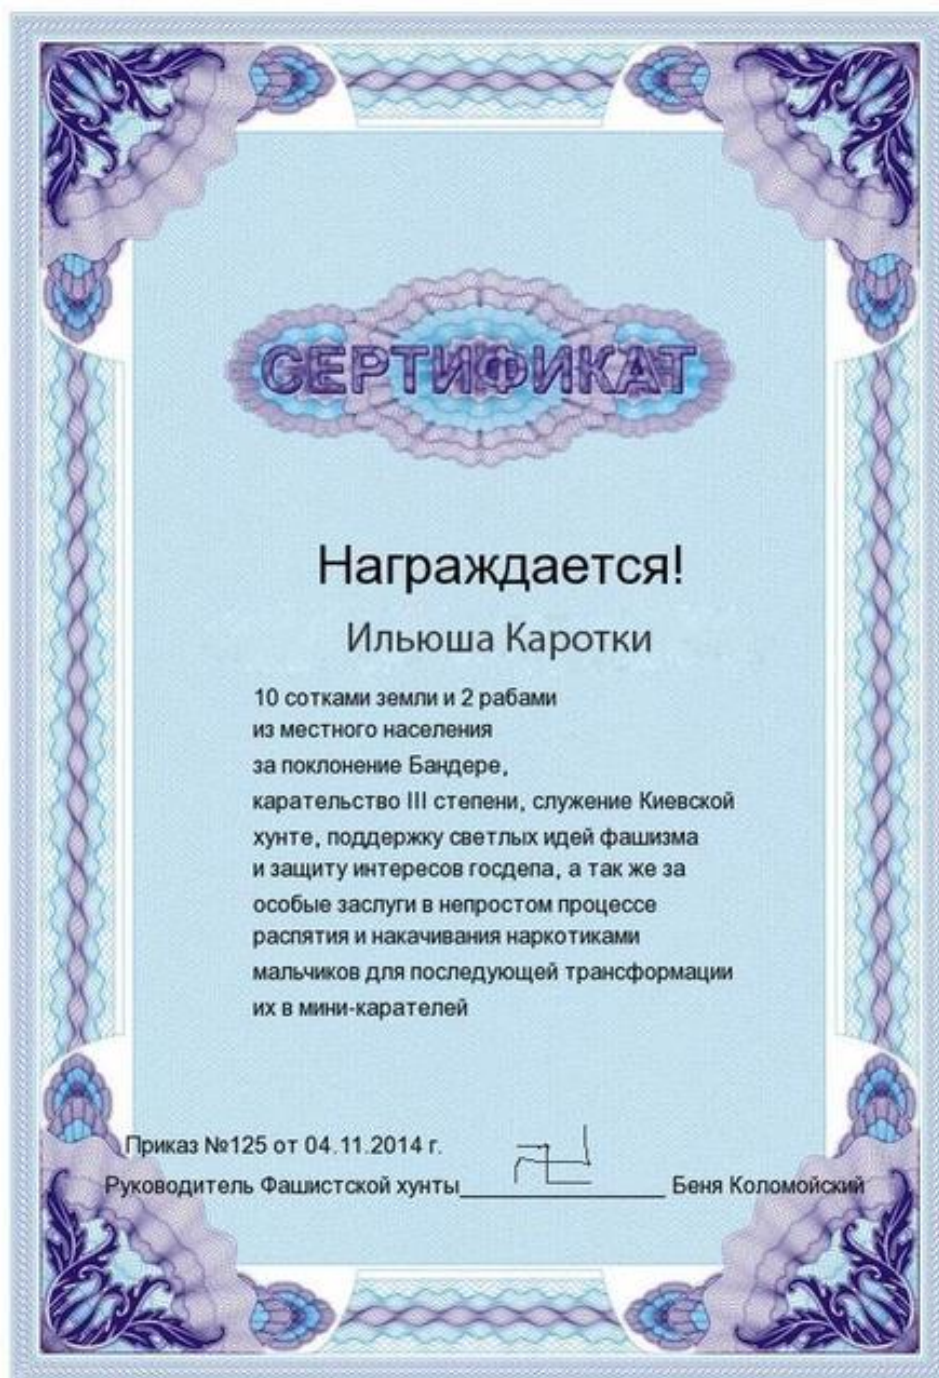 СЕРТИФИКАТ
Награждается!
Ильюша Каротки
10 сотками земли и 2 рабами
из местного населения
за поклонение Бандере,
карательство III степени, служение Киевской
хунте, поддержку светлых идей фашизма
и защиту интересов госдепа, а так же за
особые заслуги в непростом процессе
распятия и накачивания наркотиками
мальчиков для последующей трансформации
их в мини-карателей
Приказ №125 от 04.11.2014 г.
Руководитель Фашистской хунты____________________ Беня Коломойский